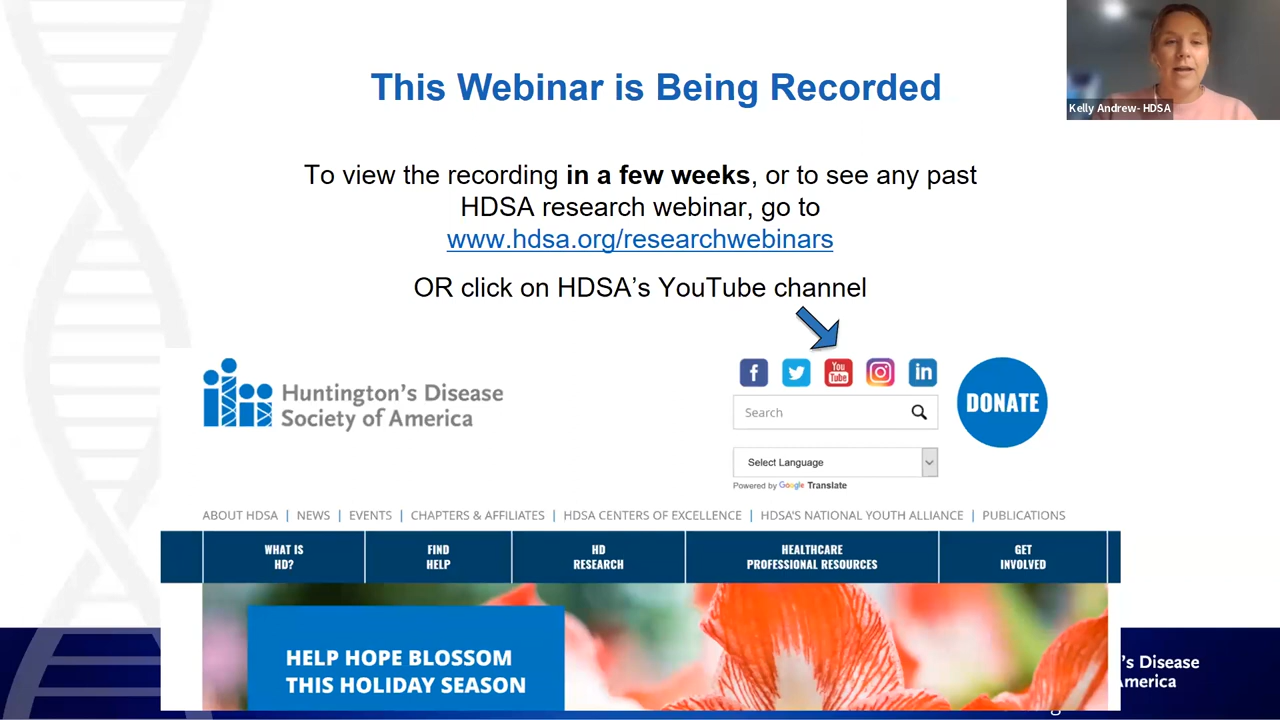 This Webinar is Being Recorded
Kelly Andrew- HDSA
To view the recording in a few weeks, or to see any past
HDSA research webinar, go to
www.hdsa.org/researchwebinars
OR click on HDSA's YouTube channel
Huntington's Disease
Society of America
f
You
Tube
in
DONATE
Search
Select Language
Powered by Google Translate
ABOUT HDSA | NEWS | EVENTS | CHAPTERS & AFFILIATES | HDSA CENTERS OF EXCELLENCE | HDSA'S NATIONAL YOUTH ALLIANCE | PUBLICATIONS
WHAT IS
HD?
FIND
HELP
HD
RESEARCH
HEALTHCARE
PROFESSIONAL RESOURCES
GET
INVOLVED
HELP HOPE BLOSSOM
THIS HOLIDAY SEASON
's Disease
America